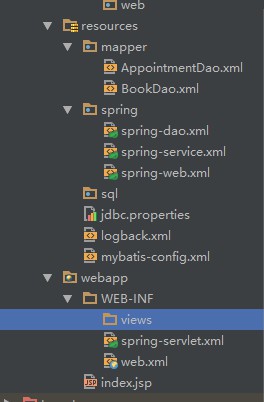 web
resources
mapper
AppointmentDao.xml
BookDao.xml
spring
spring-dao.xml
spring-service.xml
spring-web.xml
sql
jdbc.properties
logback.xml
mybatis-config.xml
webapp
WEB-INF
views
spring-servlet.xml
web.xml
JSP index.jsp